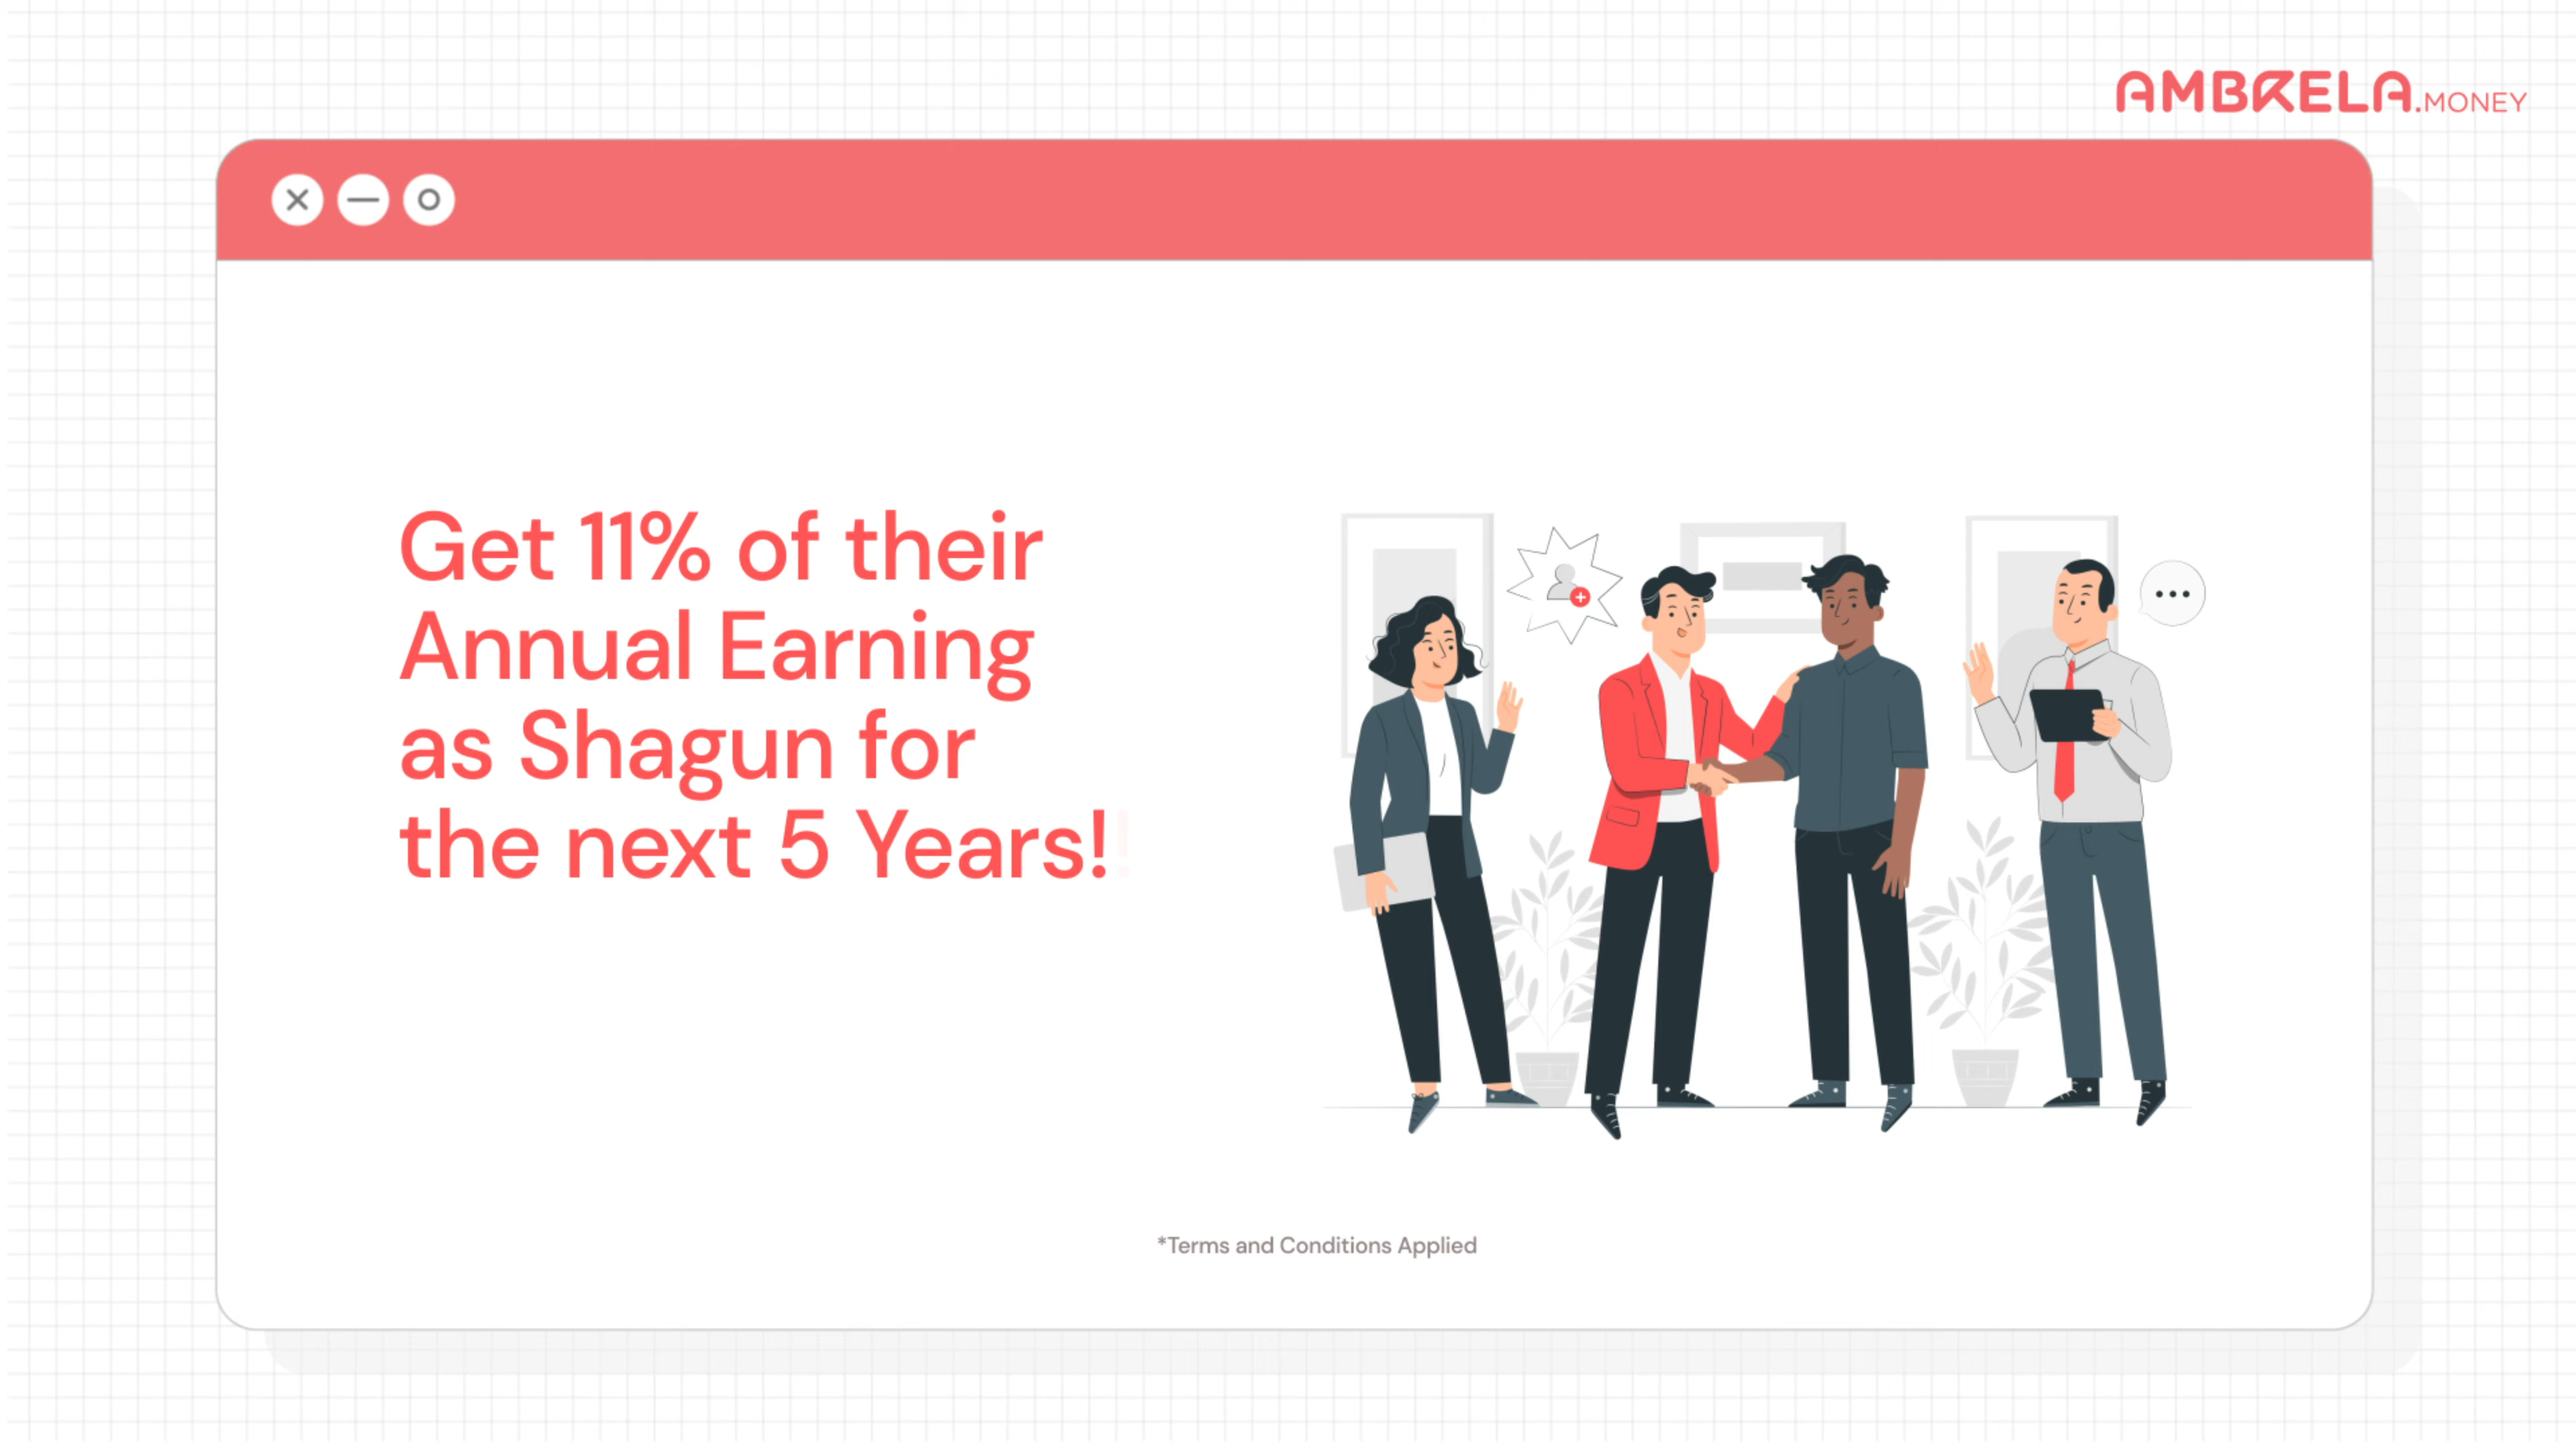 AMBRELA.MONEY
Get 11% of their
Annual Earning
as Shagun for
the next 5 Years!!
*Terms and Conditions Applied